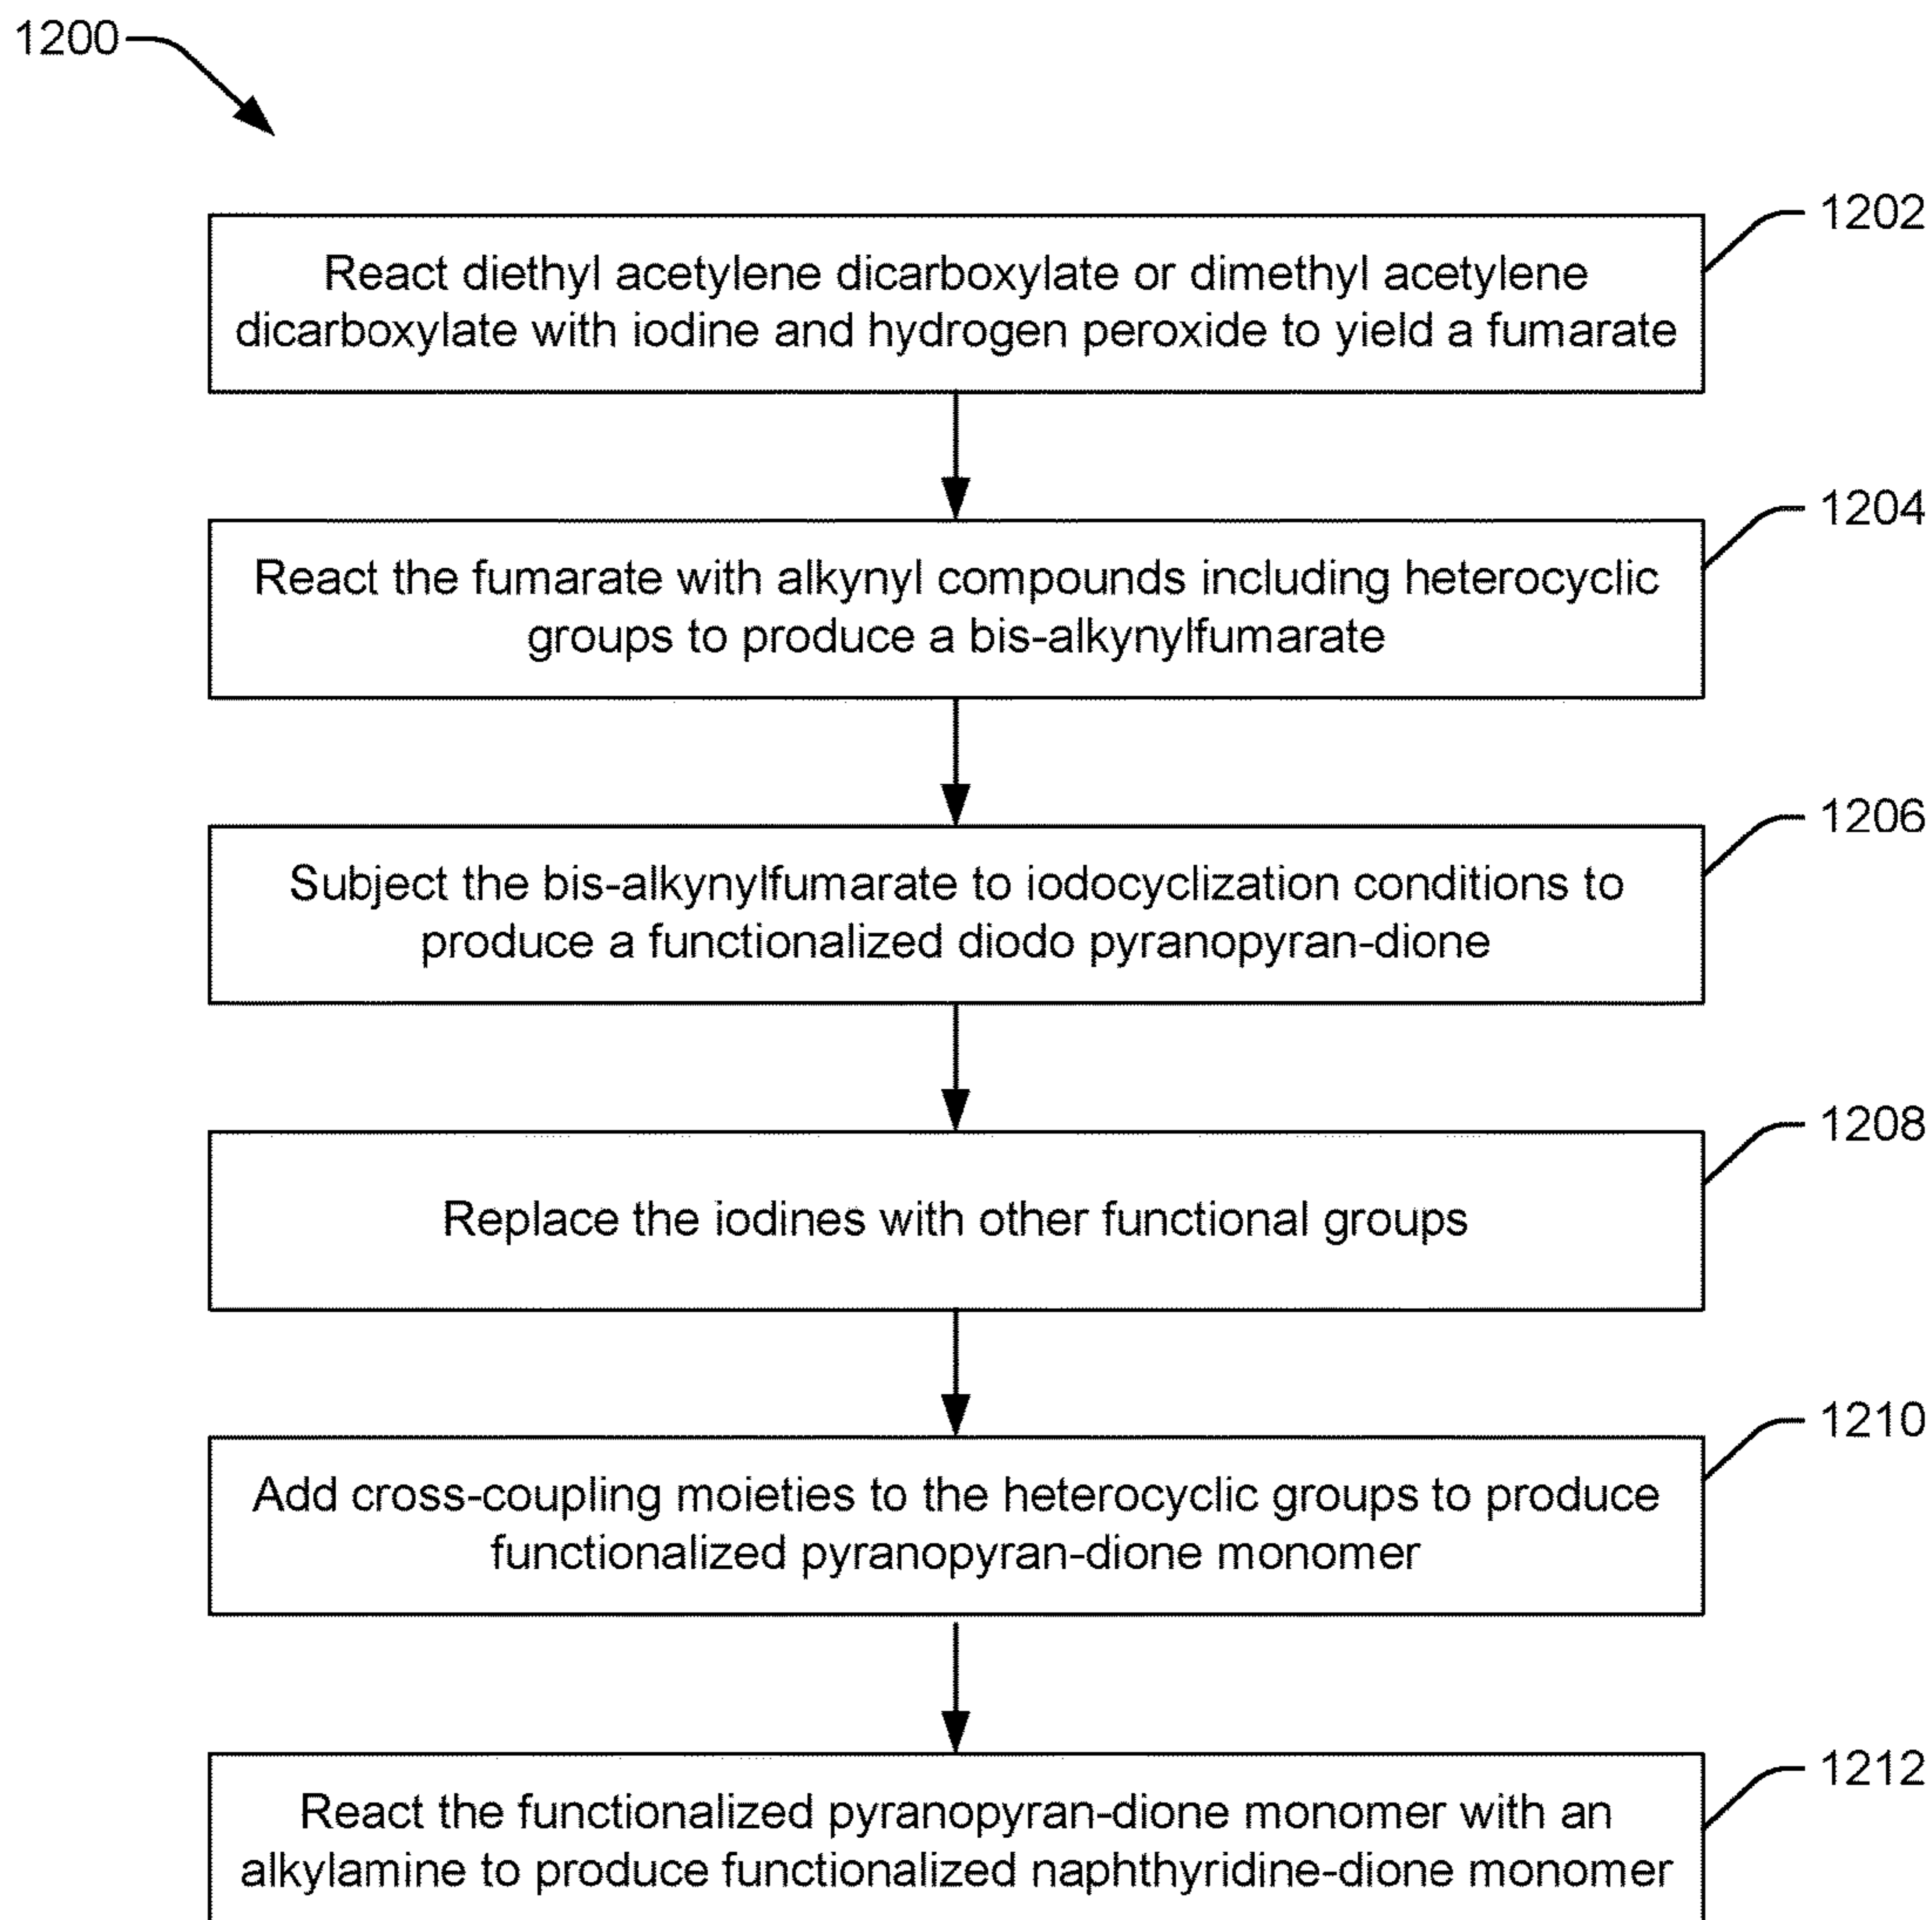 1200
1202
React diethyl acetylene dicarboxylate or dimethyl acetylene
dicarboxylate with iodine and hydrogen peroxide to yield a fumarate
1204
React the fumarate with alkynyl compounds including heterocyclic
groups to produce a bis-alkynylfumarate
1206
Subject the bis-alkynylfumarate to iodocyclization conditions to
produce a functionalized diodo pyranopyran-dione
1208
Replace the iodines with other functional groups
1210
Add cross-coupling moieties to the heterocyclic groups to produce
functionalized pyranopyran-dione monomer
1212
React the functionalized pyranopyran-dione monomer with an
alkylamine to produce functionalized naphthyridine-dione monomer